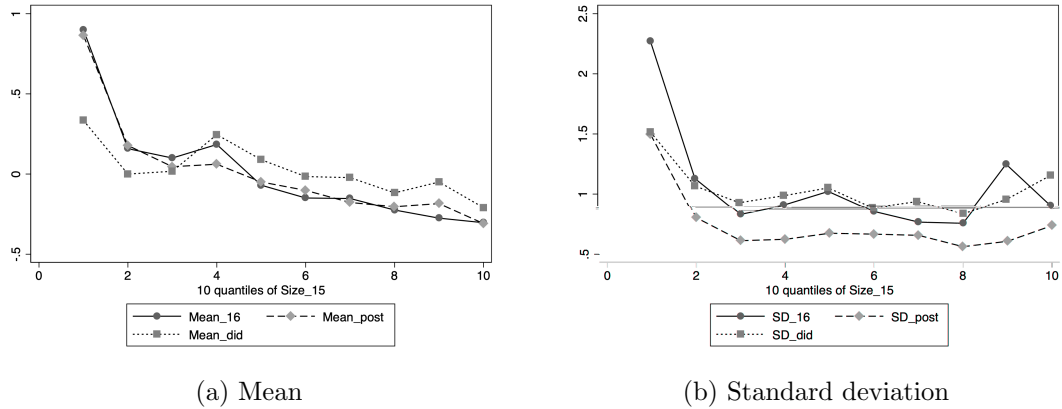 1
.5
0
-.5
0 2 4 6 8 10
10 quantiles of Size_15
Mean_16 Mean_post
Mean_did
(a) Mean
2.5
2
1.5
1
.5
0 2 4 6 8 10
10 quantiles of Size_15
SD_16 SD_post
SD_did
(b) Standard deviation